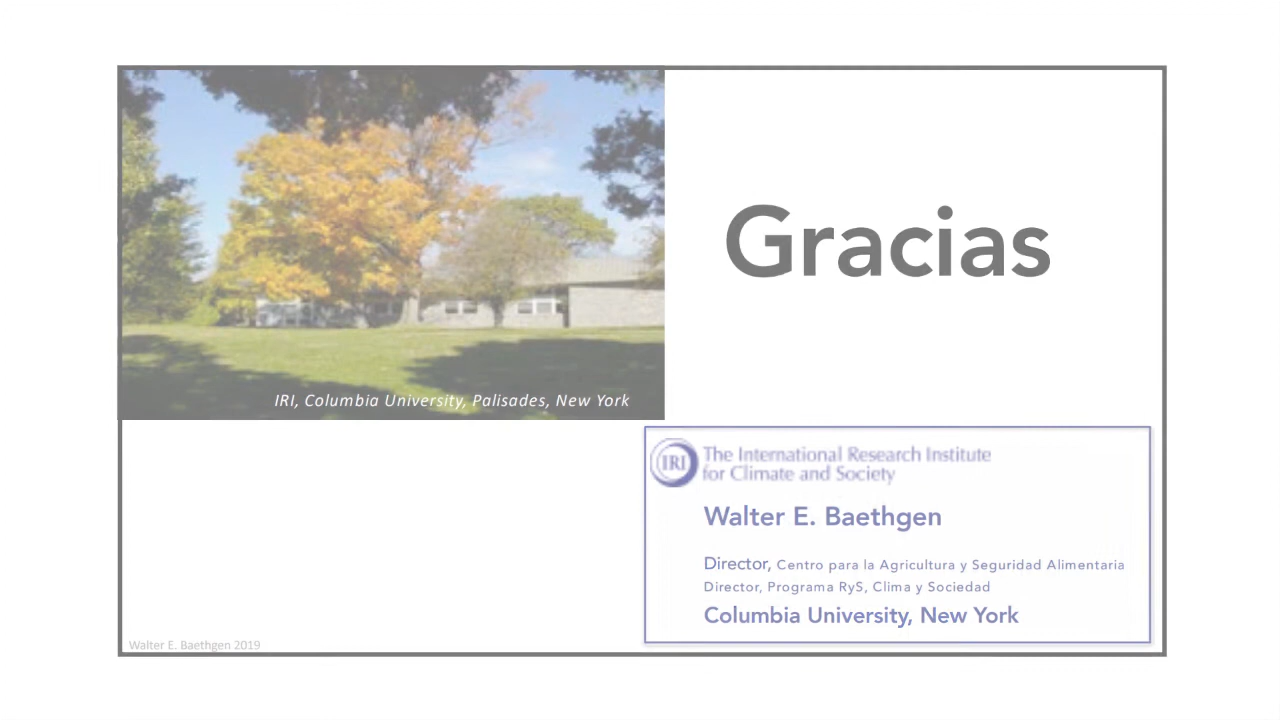 Gracias
IRI, Columbia University, Palisades, New York
IRI
The International Research Institute
for Climate and Society
Walter E. Baethgen
Director, Centro para la Agricultura y Seguridad Alimentaria
Director, Programa RyS, Clima y Sociedad
Columbia University, New York
Walter E. Baethgen 2019